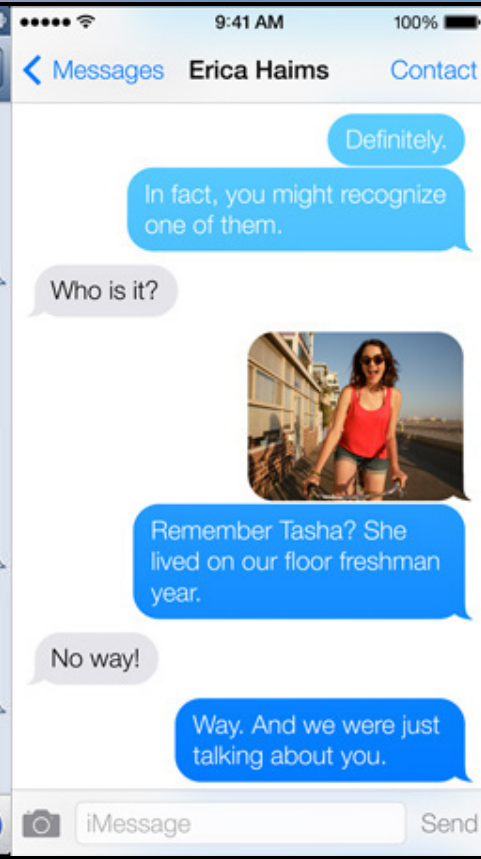 9:41 AM 100%
Messages Erica Haims Contact
Definitely.
In fact, you might recognize
one of them.
Who is it?
Remember Tasha? She
lived on our floor freshman
year.
No way!
Way. And we were just
talking about you.
iMessage Send